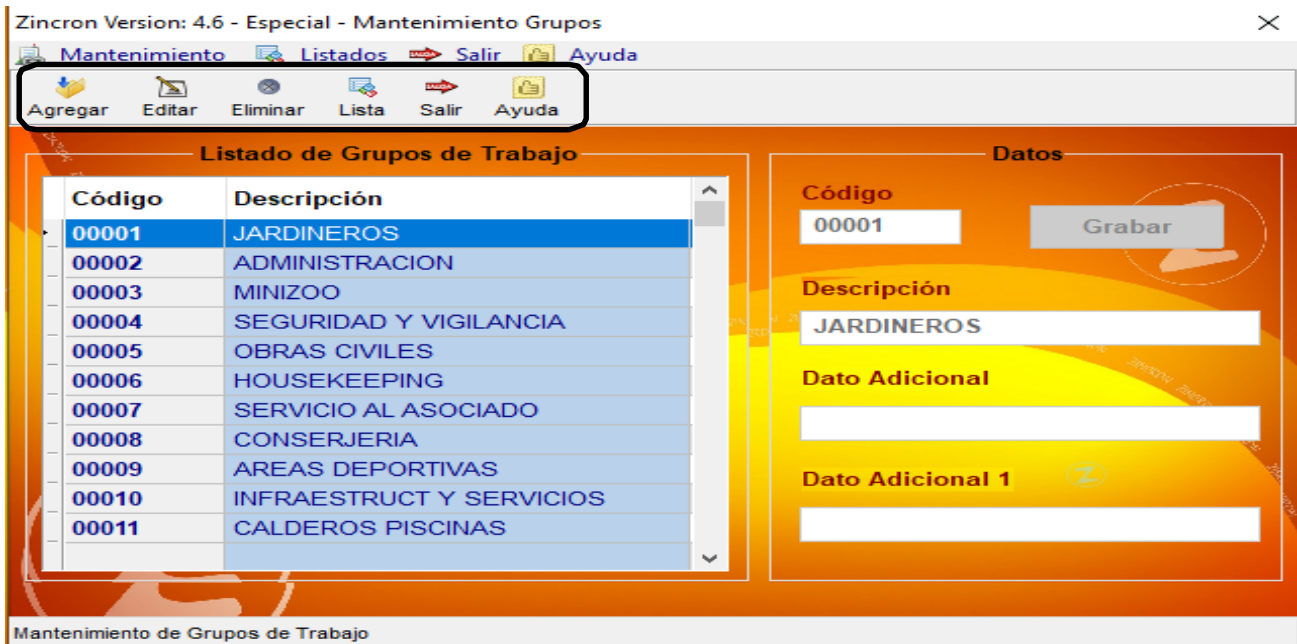 Zincron Version: 4.6 - Especial - Mantenimiento Grupos
Mantenimiento Listados Salir Ayuda
Agregar Editar Eliminar Lista Salir Ayuda
Listado de Grupos de Trabajo
Código Descripción
00001 JARDINEROS
00002 ADMINISTRACION
00003 MINIZOO
00004 SEGURIDAD Y VIGILANCIA
00005 OBRAS CIVILES
00006 HOUSEKEEPING
00007 SERVICIO AL ASOCIADO
00008 CONSERJERIA
00009 AREAS DEPORTIVAS
00010 INFRAESTRUCT Y SERVICIOS
00011 CALDEROS PISCINAS
Datos
Código
00001 Grabar
Descripción
JARDINEROS
Dato Adicional
Dato Adicional 1
Mantenimiento de Grupos de Trabajo